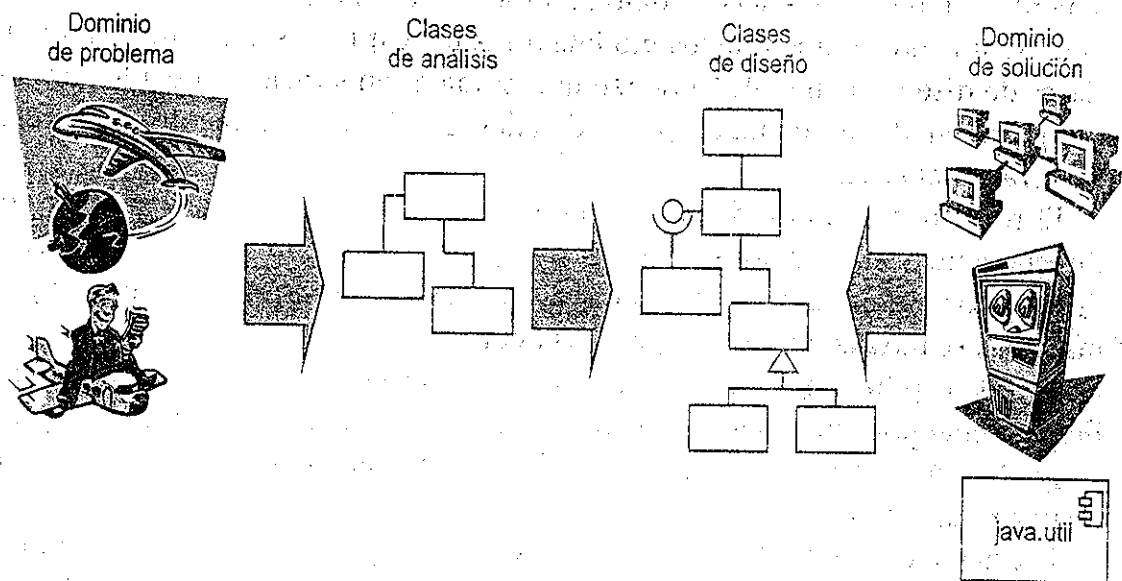 Dominio
de problema
Clases
de análisis
Clases
de diseño
Dominio
de solución
java.util